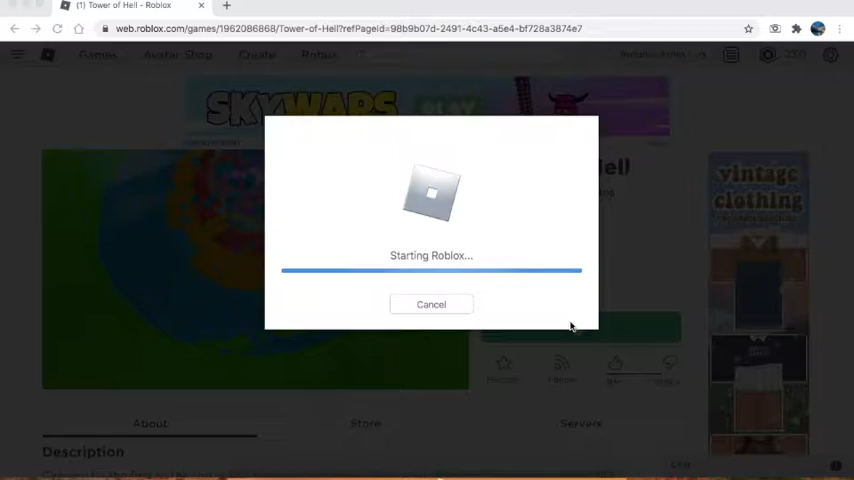 (1) Tower of Hell - Roblox
web.roblox.com/games/1962086868/Tower-of-Hell?refPageId=98b9b07d-2491-4c43-a5e4-bf728a3874e7
Games Avatar Shop Create Robux
SKYWARS PLAY
Hell
vintage
clothing
Starting Roblox...
Cancel
About Store Servers
Description